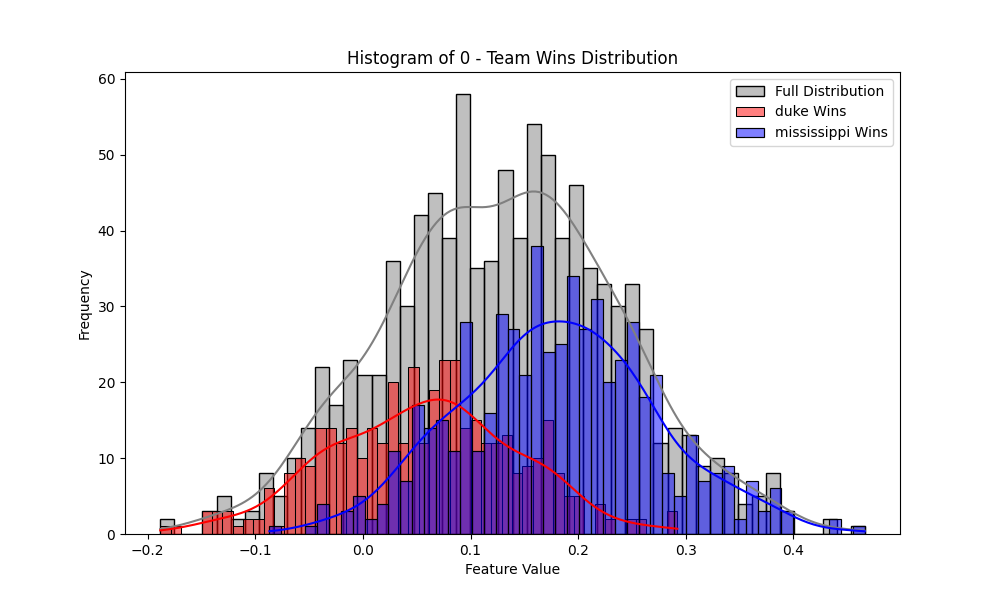 Histogram of 0 - Team Wins Distribution
Full Distribution
duke Wins
mississippi Wins
60
50
40
30
20
10
0
Frequency
−0.2 −0.1 0.0 0.1 0.2 0.3 0.4
Feature Value